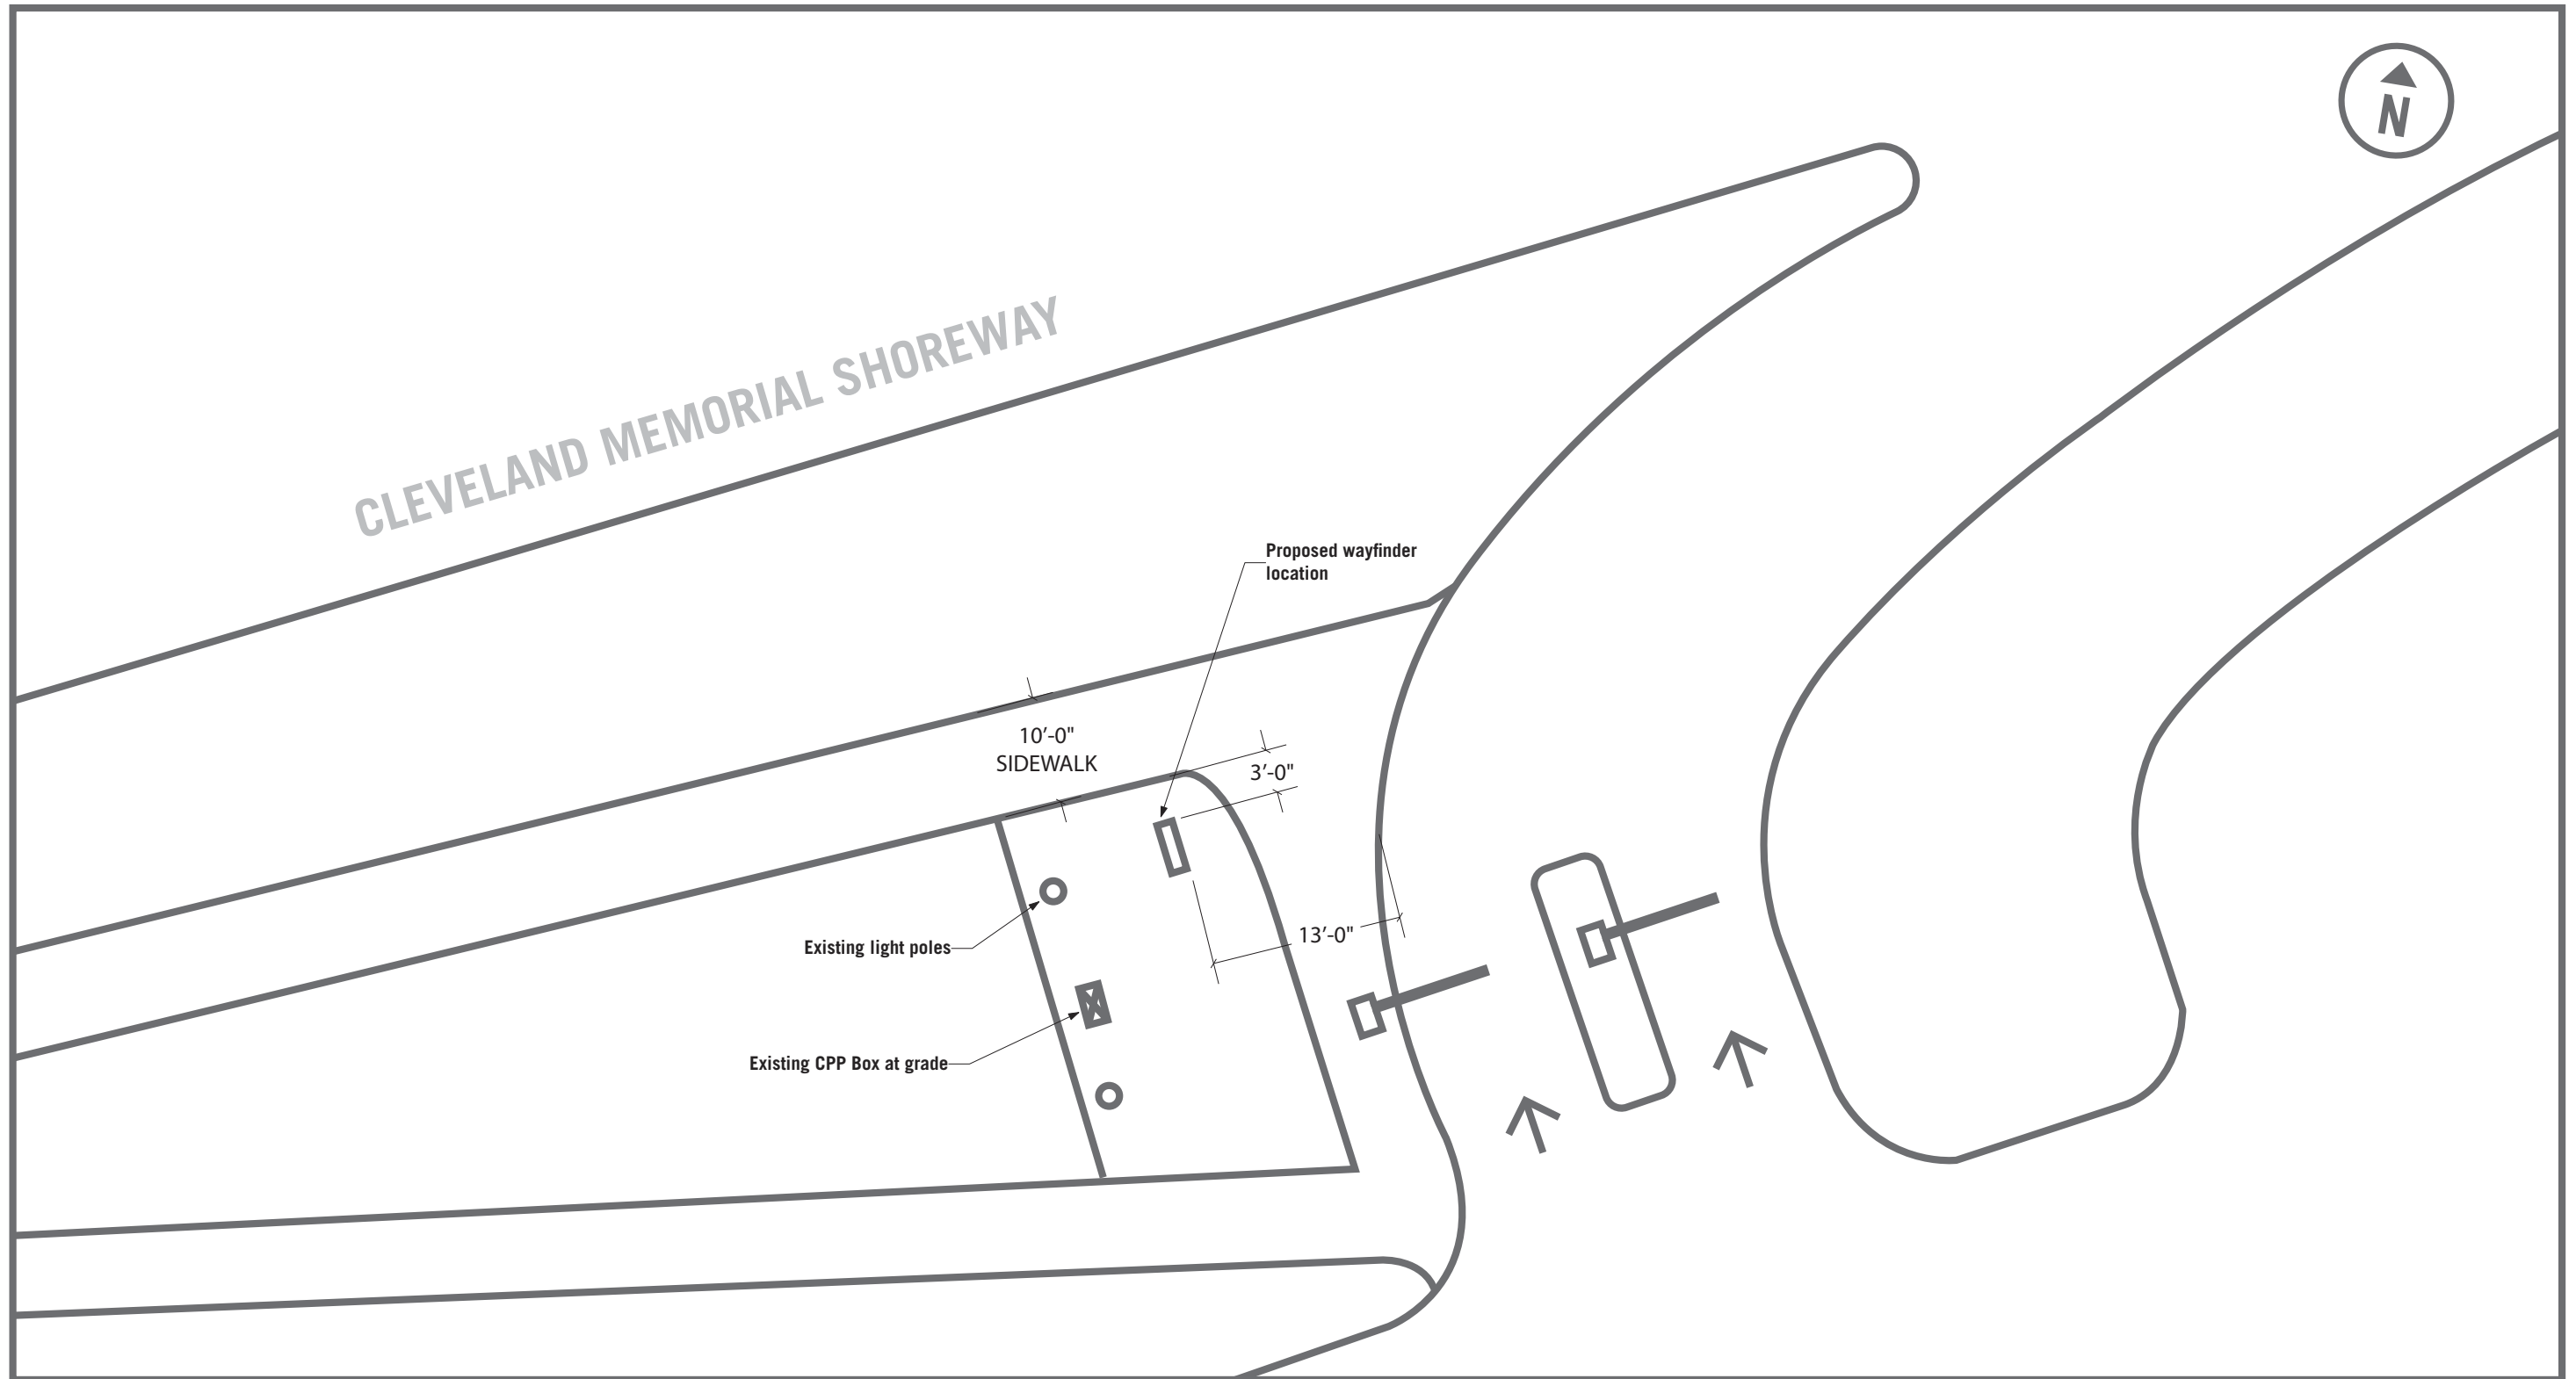 N
CLEVELAND MEMORIAL SHOREWAY
Proposed wayfinder
location
10’-0"
SIDEWALK
3’-0"
Existing light poles
13’-0"
Existing CPP Box at grade